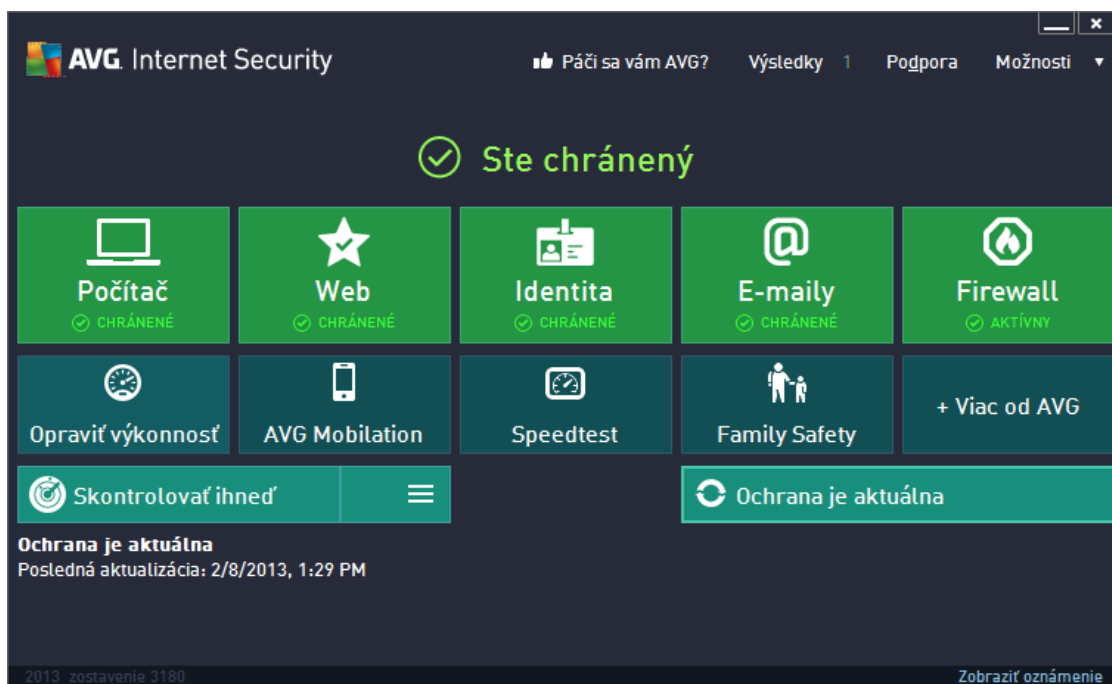 AVG. Internet Security
Páči sa vám AVG? Výsledky 1 Podpora Možnosti
Ste chránený
Počítač
CHRÁNENÉ
Web
CHRÁNENÉ
Identita
CHRÁNENÉ
E-maily
CHRÁNENÉ
Firewall
AKTÍVNY
Opraviť výkonnosť
AVG Mobilation
Speedtest
Family Safety
+ Viac od AVG
Skontrolovať ihneď
Ochrana je aktuálna
Ochrana je aktuálna
Posledná aktualizácia: 2/8/2013, 1:29 PM
2013 zostavenie 3180
Zobraziť oznámenie